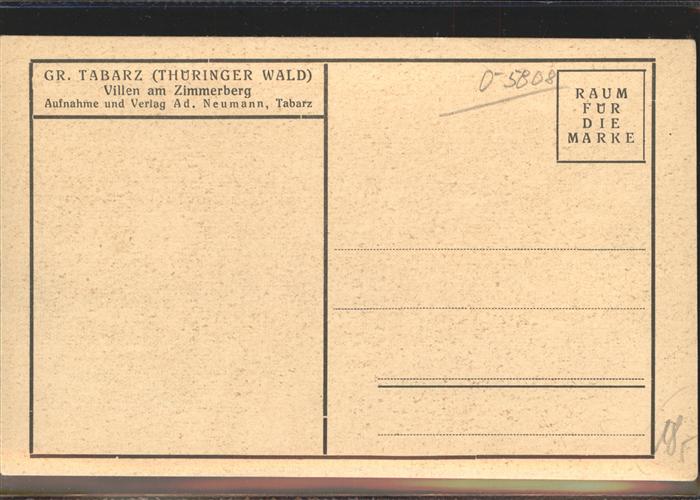 GR. TABARZ (THÜRINGER WALD)
Villen am Zimmerberg
Aufnahme und Verlag Ad. Neumann, Tabarz
O-5808
RAUM
FÜR
DIE
MARKE